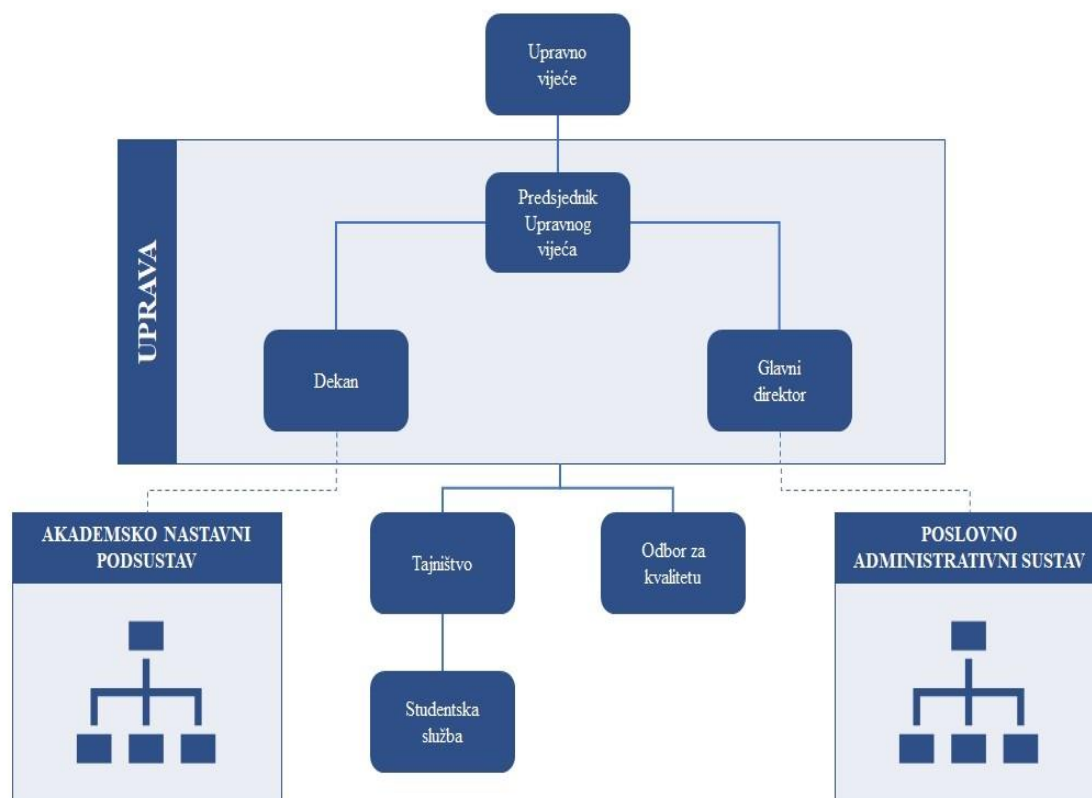 Upravno
vijeće
UPRAVA
Predsjednik
Upravnog
vijeća
Dekan
Glavni
direktor
AKADEMSKO NASTAVNI
PODSUSTAV
Tajništvo
Odbor za
kvalitetu
POSLOVNO
ADMINISTRATIVNI SUSTAV
Studentska
služba